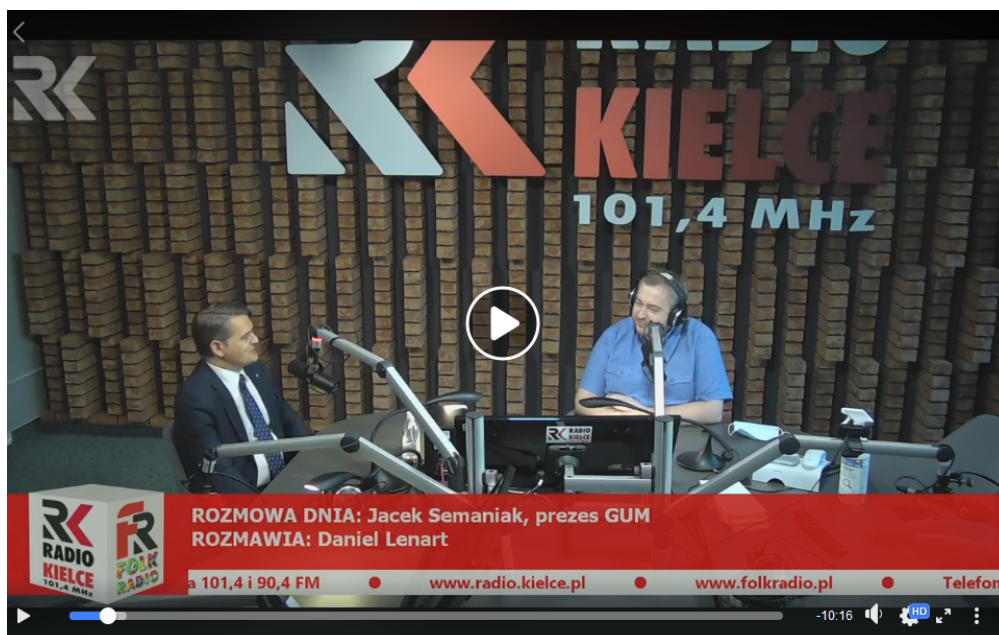 RK
RADIO
KIELCE
101,4 MHz
RK RADIO
KIELCE
ROZMOWA DNIA: Jacek Semaniak, prezes GUM
ROZMAWIA: Daniel Lenart
RK
RADIO
KIELCE
101,4 MHz
FR
FOLK
RADIO
a 101,4 i 90,4 FM ● www.radio.kielce.pl ● www.folkradio.pl ● Telefon
-10:16 HD